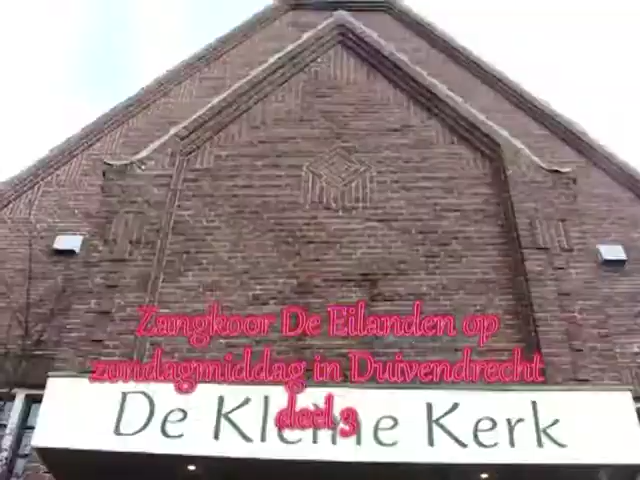 Zangkoor De Eilanden op
zondagmiddag in Duivendrecht
deel 3
De Kleine Kerk